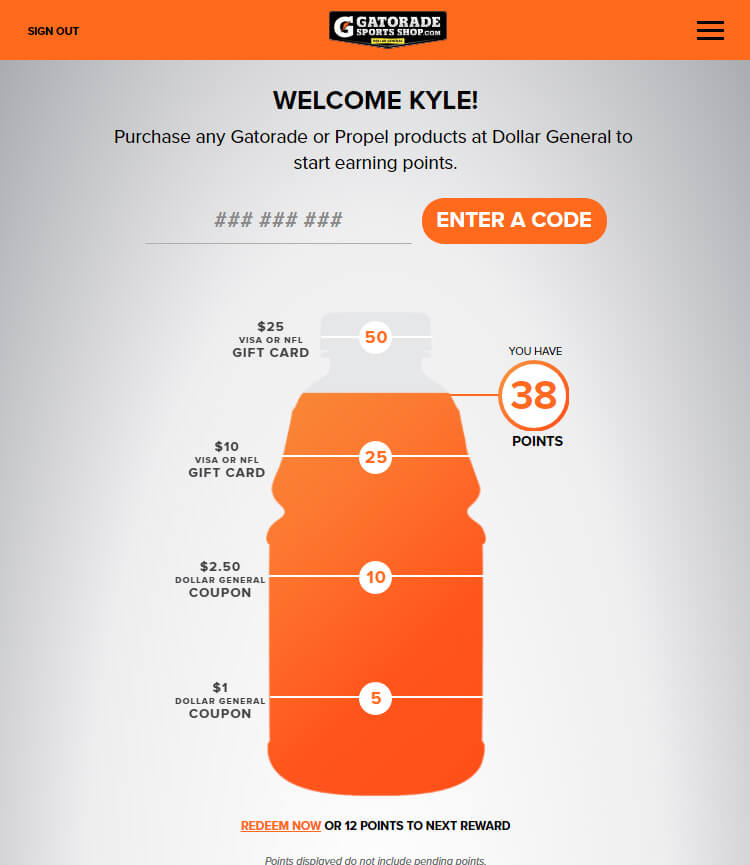 SIGN OUT
G GATORADE
SPORTS SHOP.COM
DOLLAR GENERAL
WELCOME KYLE!
Purchase any Gatorade or Propel products at Dollar General to
start earning points.
### ### ###
ENTER A CODE
$25
VISA OR NFL
GIFT CARD
50
YOU HAVE
38
POINTS
$10
VISA OR NFL
GIFT CARD
25
$2.50
DOLLAR GENERAL
COUPON
10
$1
DOLLAR GENERAL
COUPON
5
REDEEM NOW OR 12 POINTS TO NEXT REWARD
Points displayed do not include pending points.